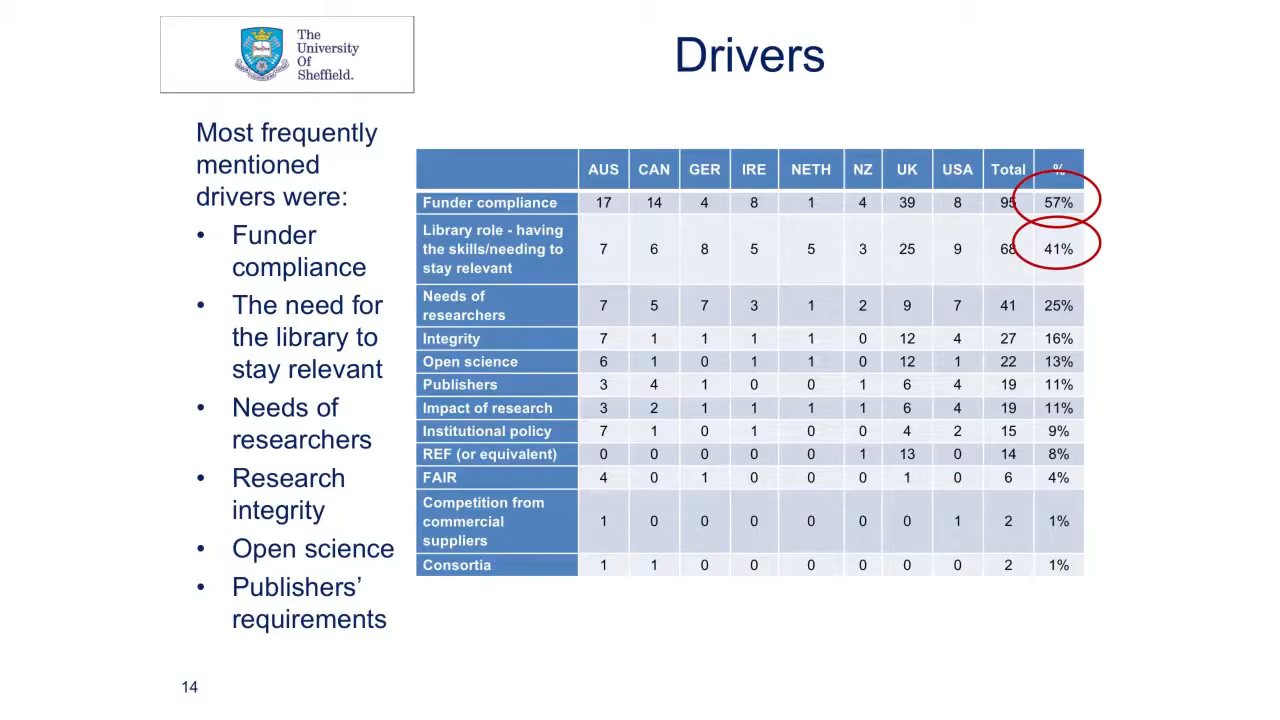 The
University
Of
Sheffield.
Drivers
Most frequently
mentioned
drivers were:
• Funder
compliance
• The need for
the library to
stay relevant
• Needs of
researchers
• Research
integrity
• Open science
• Publishers’
requirements
AUS CAN GER IRE NETH NZ UK USA Total %
Funder compliance 17 14 4 8 1 4 39 8 95 57%
Library role - having
the skills/needing to
stay relevant
7 6 8 5 5 3 25 9 68 41%
Needs of
researchers
7 5 7 3 1 2 9 7 41 25%
Integrity 7 1 1 1 1 0 12 4 27 16%
Open science 6 1 0 1 1 0 12 1 22 13%
Publishers 3 4 1 0 0 1 6 4 19 11%
Impact of research 3 2 1 1 1 1 6 4 19 11%
Institutional policy 7 1 0 1 0 0 4 2 15 9%
REF (or equivalent) 0 0 0 0 0 1 13 0 14 8%
FAIR 4 0 1 0 0 0 1 0 6 4%
Competition from
commercial
suppliers
1 0 0 0 0 0 0 1 2 1%
Consortia 1 1 0 0 0 0 0 0 2 1%
14